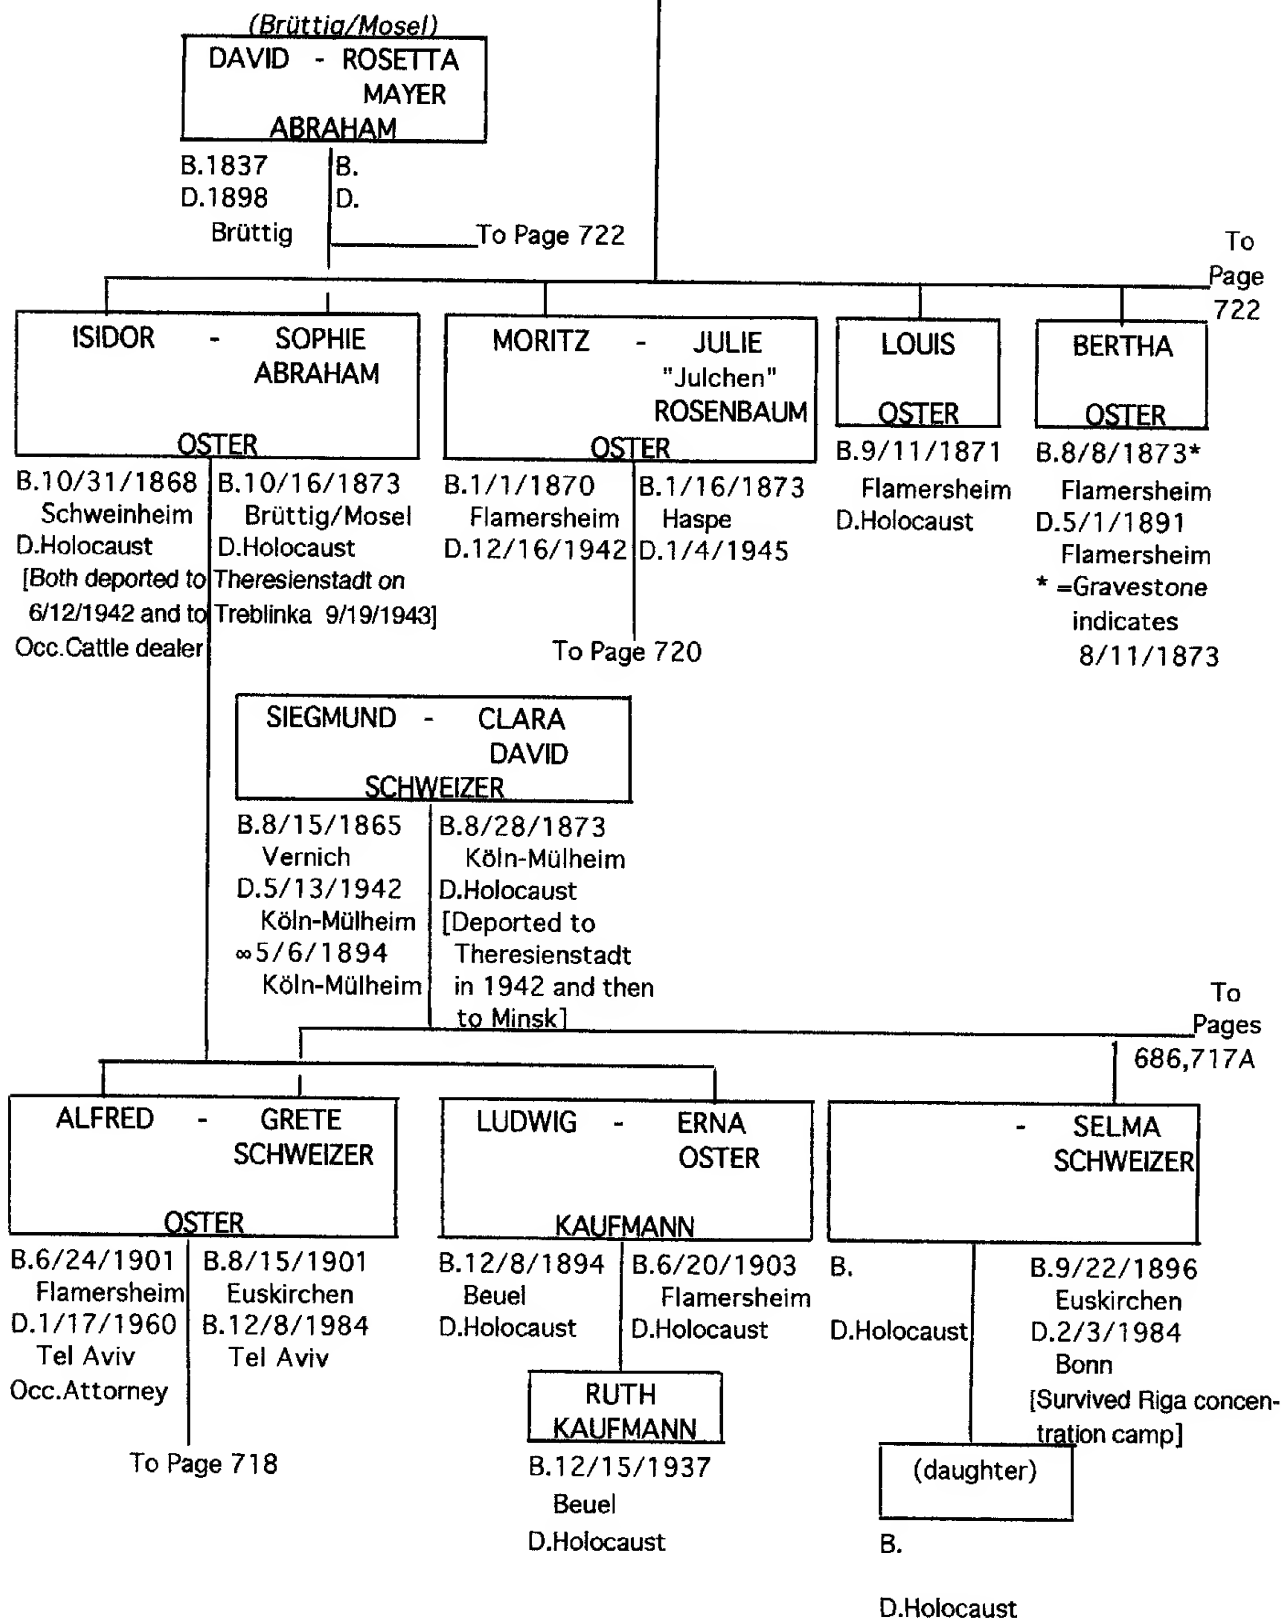 (Brüttig/Mosel)
DAVID - ROSETTA
MAYER
ABRAHAM
B.1837 B.
D.1898 D.
Brüttig
To Page 722
To
Page
722
ISIDOR - SOPHIE
ABRAHAM
OSTER
B.10/31/1868 B.10/16/1873
Schweinheim Brüttig/Mosel
D.Holocaust D.Holocaust
[Both deported to Theresienstadt on
6/12/1942 and to Treblinka 9/19/1943]
Occ.Cattle dealer
MORITZ - JULIE
"Julchen"
ROSENBAUM
OSTER
B.1/1/1870 B.1/16/1873
Flamersheim Haspe
D.12/16/1942 D.1/4/1945
To Page 720
LOUIS
OSTER
B.9/11/1871
Flamersheim
D.Holocaust
BERTHA
OSTER
B.8/8/1873*
Flamersheim
D.5/1/1891
Flamersheim
* =Gravestone
indicates
8/11/1873
SIEGMUND - CLARA
DAVID
SCHWEIZER
B.8/15/1865 B.8/28/1873
Vernich Köln-Mülheim
D.5/13/1942 D.Holocaust
Köln-Mülheim [Deported to
∞5/6/1894 Theresienstadt
Köln-Mülheim in 1942 and then
to Minsk]
To
Pages
686,717A
ALFRED - GRETE
SCHWEIZER
OSTER
B.6/24/1901 B.8/15/1901
Flamersheim Euskirchen
D.1/17/1960 B.12/8/1984
Tel Aviv Tel Aviv
Occ.Attorney
To Page 718
LUDWIG - ERNA
OSTER
KAUFMANN
B.12/8/1894 B.6/20/1903
Beuel Flamersheim
D.Holocaust D.Holocaust
RUTH
KAUFMANN
B.12/15/1937
Beuel
D.Holocaust
- SELMA
SCHWEIZER
B. B.9/22/1896
Euskirchen
D.Holocaust D.2/3/1984
Bonn
[Survived Riga concen-
tration camp]
(daughter)
B.
D.Holocaust